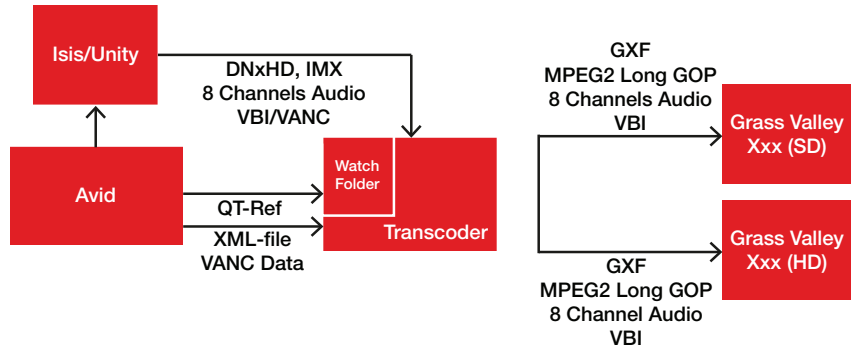 Isis/Unity
DNxHD, IMX
8 Channels Audio
VBI/VANC
Avid
QT-Ref
XML-file
VANC Data
Watch
Folder
Transcoder
GXF
MPEG2 Long GOP
8 Channels Audio
VBI
Grass Valley
Xxx (SD)
Grass Valley
Xxx (HD)
GXF
MPEG2 Long GOP
8 Channel Audio
VBI